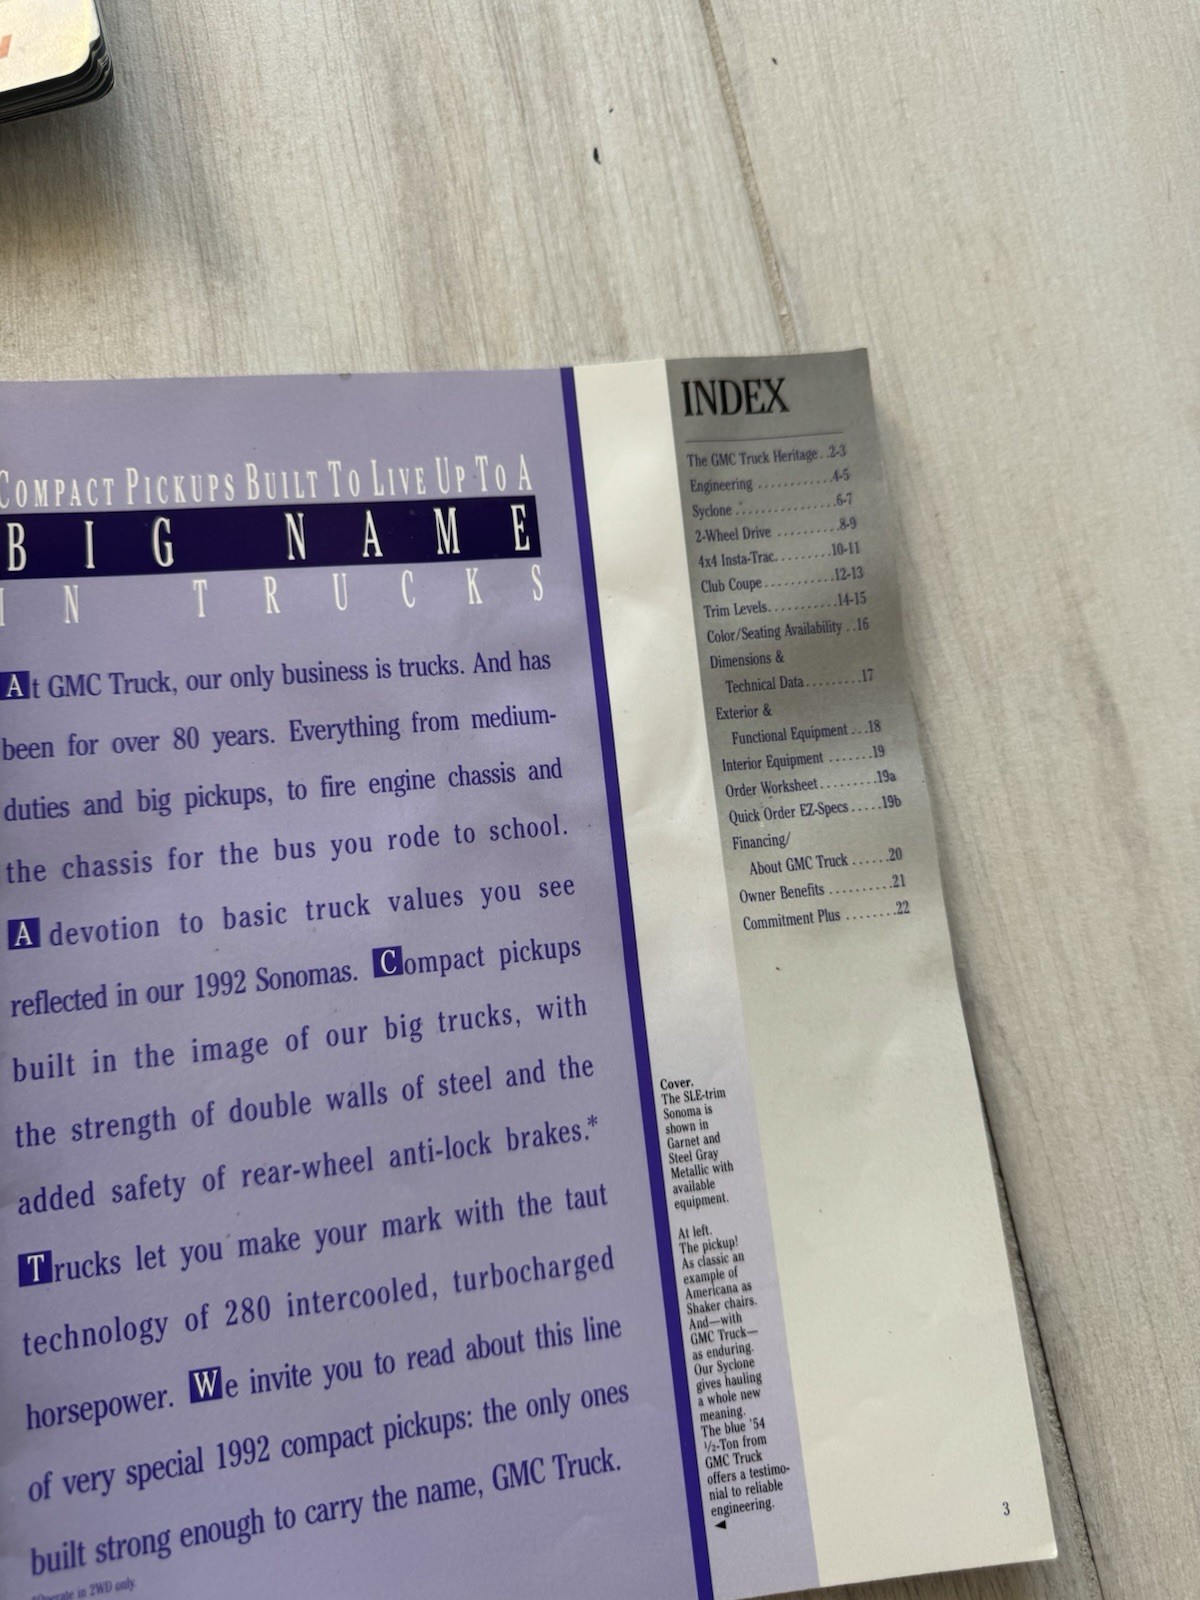 COMPACT PICKUPS BUILT TO LIVE UP TO A
BIG NAME
IN TRUCKS
At GMC Truck, our only business is trucks. And has
been for over 80 years. Everything from medium-
duties and big pickups, to fire engine chassis and
the chassis for the bus you rode to school.
A devotion to basic truck values you see
reflected in our 1992 Sonomas. Compact pickups
built in the image of our big trucks, with
the strength of double walls of steel and the
added safety of rear-wheel anti-lock brakes.*
Trucks let you make your mark with the taut
technology of 280 intercooled, turbocharged
horsepower. We invite you to read about this line
of very special 1992 compact pickups: the only ones
built strong enough to carry the name, GMC Truck.
*Operate in 2WD only.
INDEX
The GMC Truck Heritage..2-3
Engineering ............4-5
Syclone ...............6-7
2-Wheel Drive ..........8-9
4x4 Insta-Trac.........10-11
Club Coupe............12-13
Trim Levels...........14-15
Color/Seating Availability ..16
Dimensions &
Technical Data.........17
Exterior &
Functional Equipment ...18
Interior Equipment .......19
Order Worksheet.........19a
Quick Order EZ-Specs .....19b
Financing/
About GMC Truck ......20
Owner Benefits ..........21
Commitment Plus ........22
Cover.
The SLE-trim
Sonoma is
shown in
Garnet and
Steel Gray
Metallic with
available
equipment.
At left.
The pickup!
As classic an
example of
Americana as
Shaker chairs.
And—with
GMC Truck—
as enduring.
Our Syclone
gives hauling
a whole new
meaning.
The blue '54
½-Ton from
GMC Truck
offers a testimo-
nial to reliable
engineering.
3